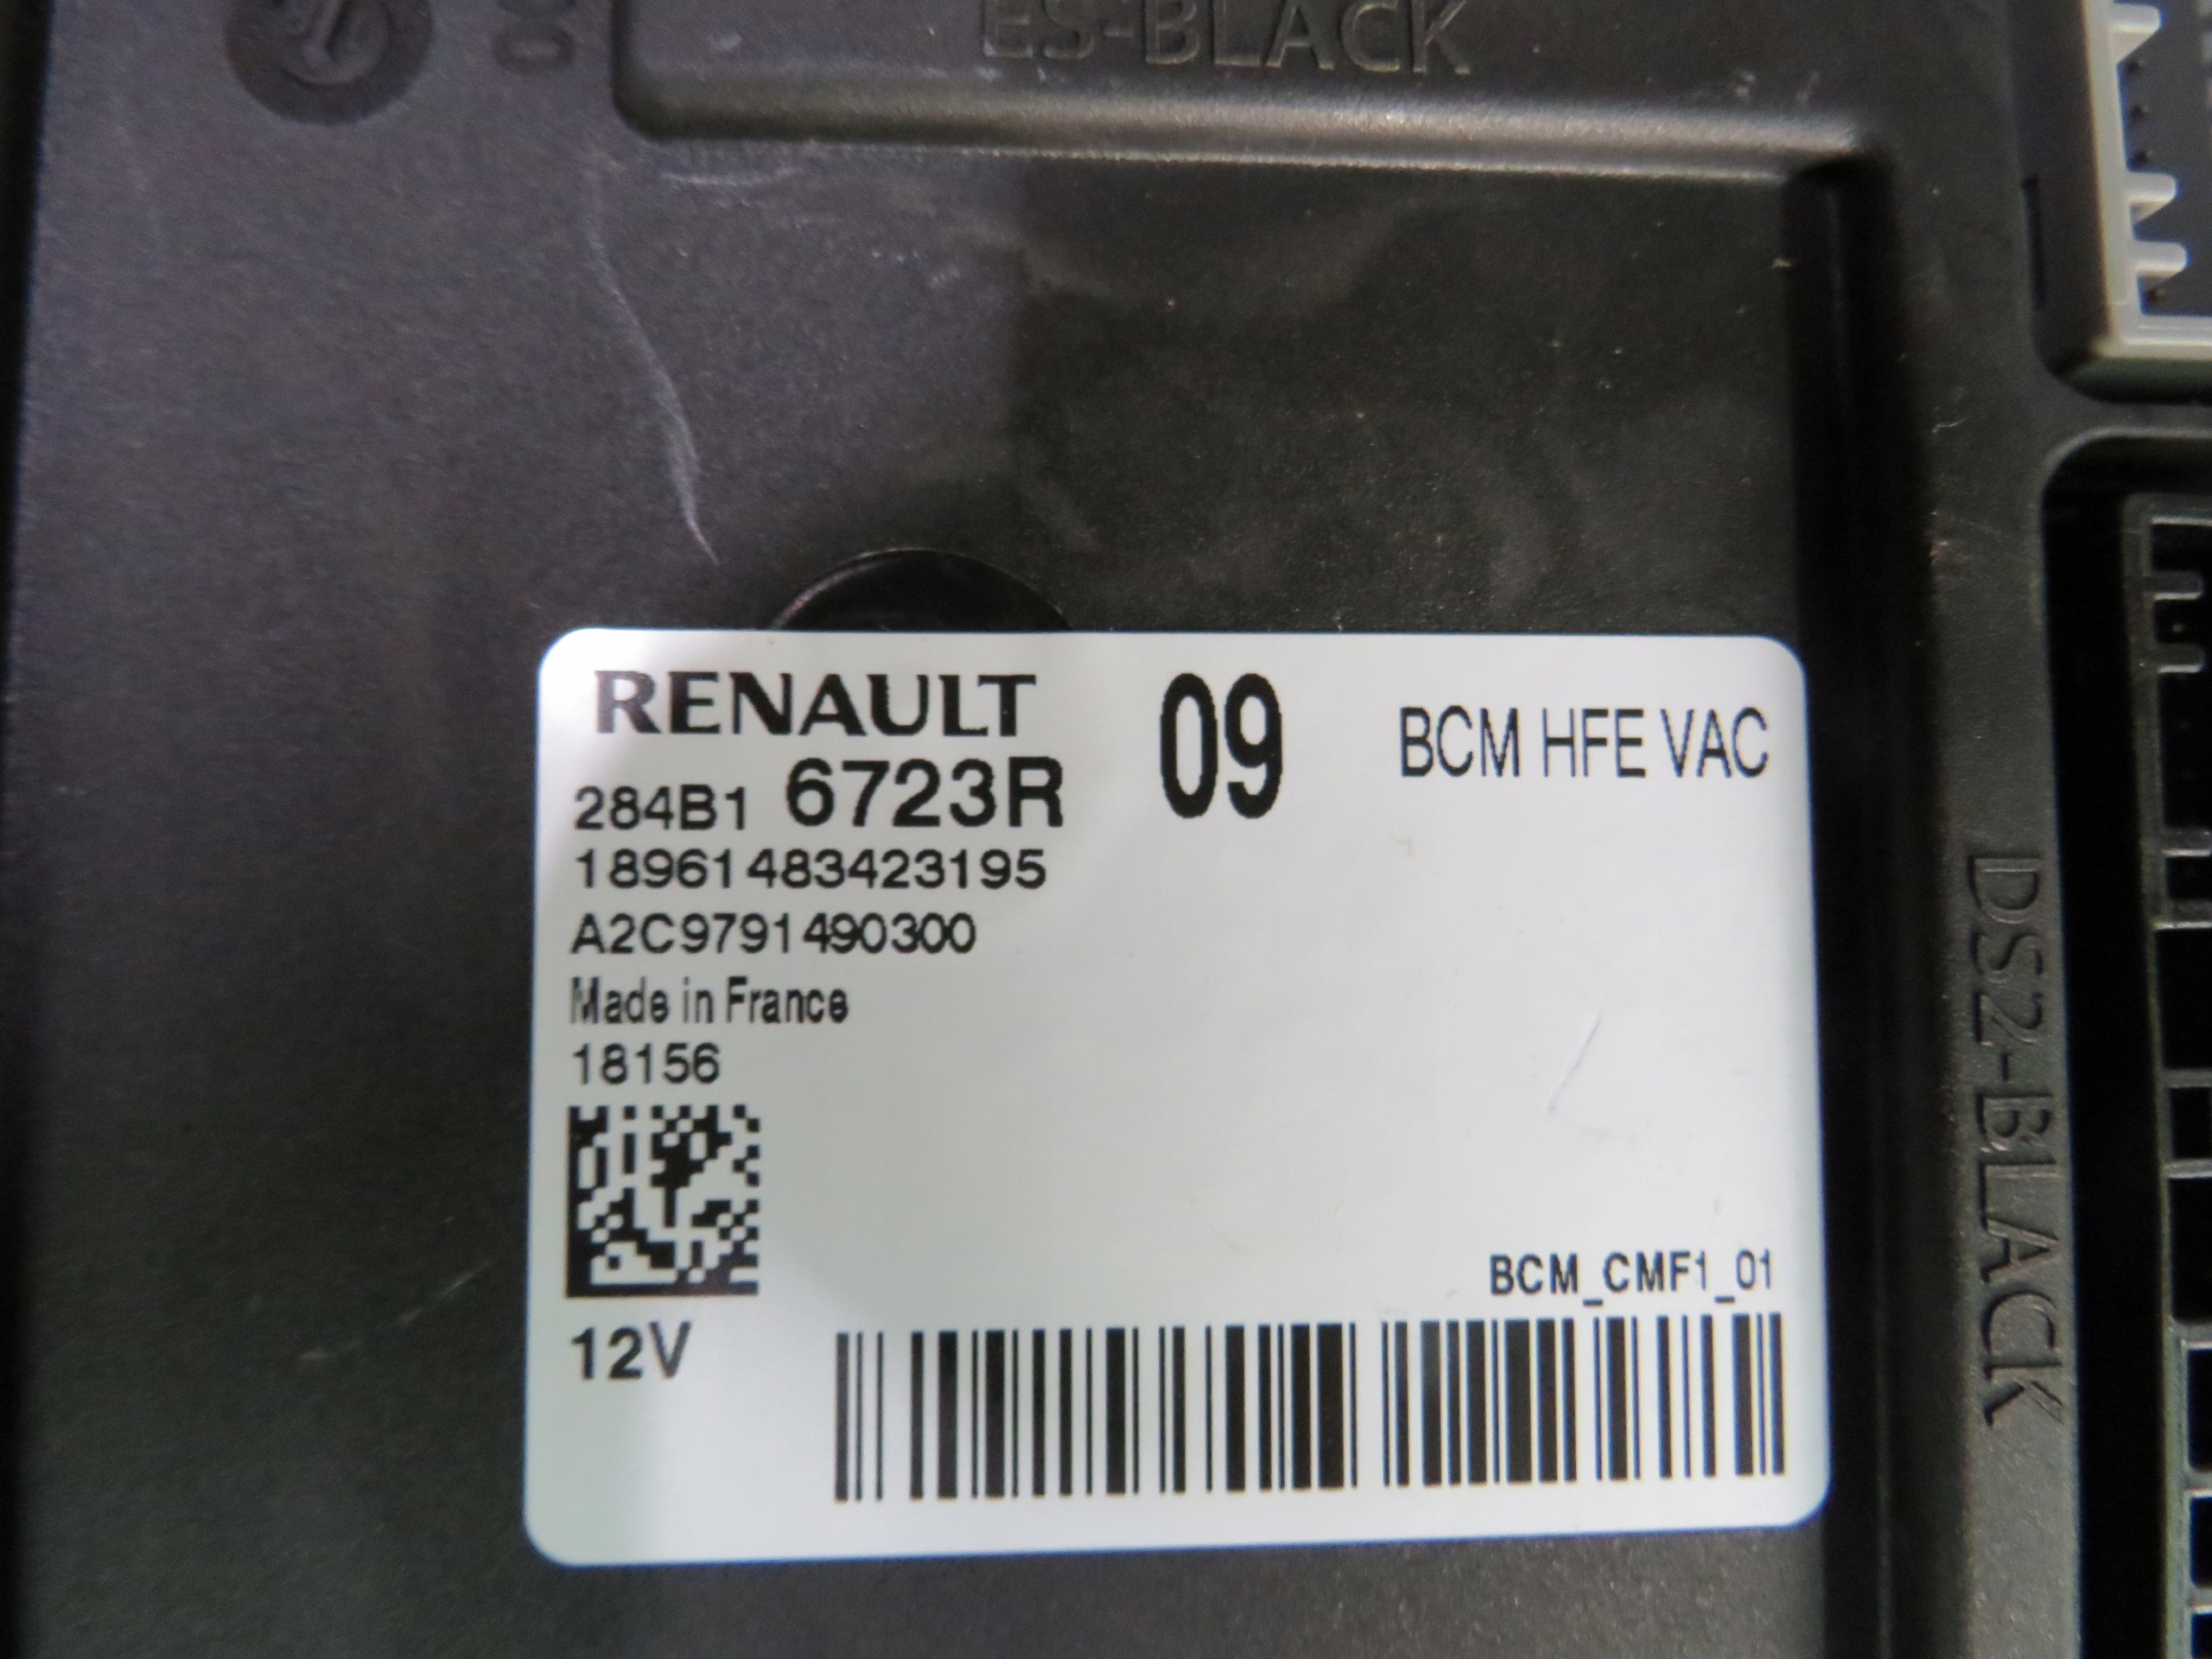 ES-BLACK
RENAULT 09 BCM HFE VAC
284B1 6723R
18961483423195
A2C9791490300
Made in France
18156
BCM_CMF1_01
12V
DS2-BLACK